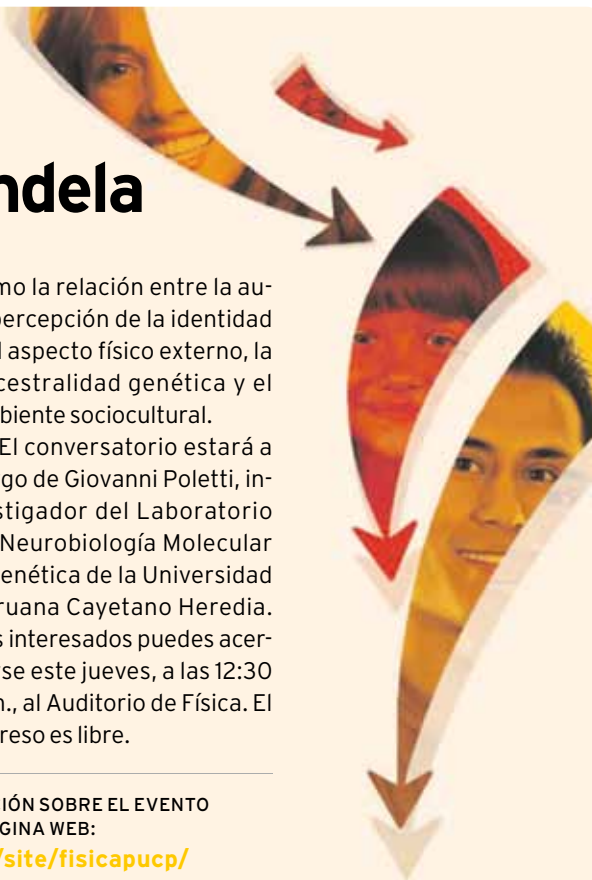 ndela
mo la relación entre la au-
percepción de la identidad
l aspecto físico externo, la
cestralidad genética y el
biente sociocultural.
El conversatorio estará a
go de Giovanni Poletti, in-
stigador del Laboratorio
Neurobiología Molecular
enética de la Universidad
ruana Cayetano Heredia.
s interesados puedes acer-
se este jueves, a las 12:30
n., al Auditorio de Física. El
reso es libre.
IÓN SOBRE EL EVENTO
GINA WEB:
/site/fisicapucp/